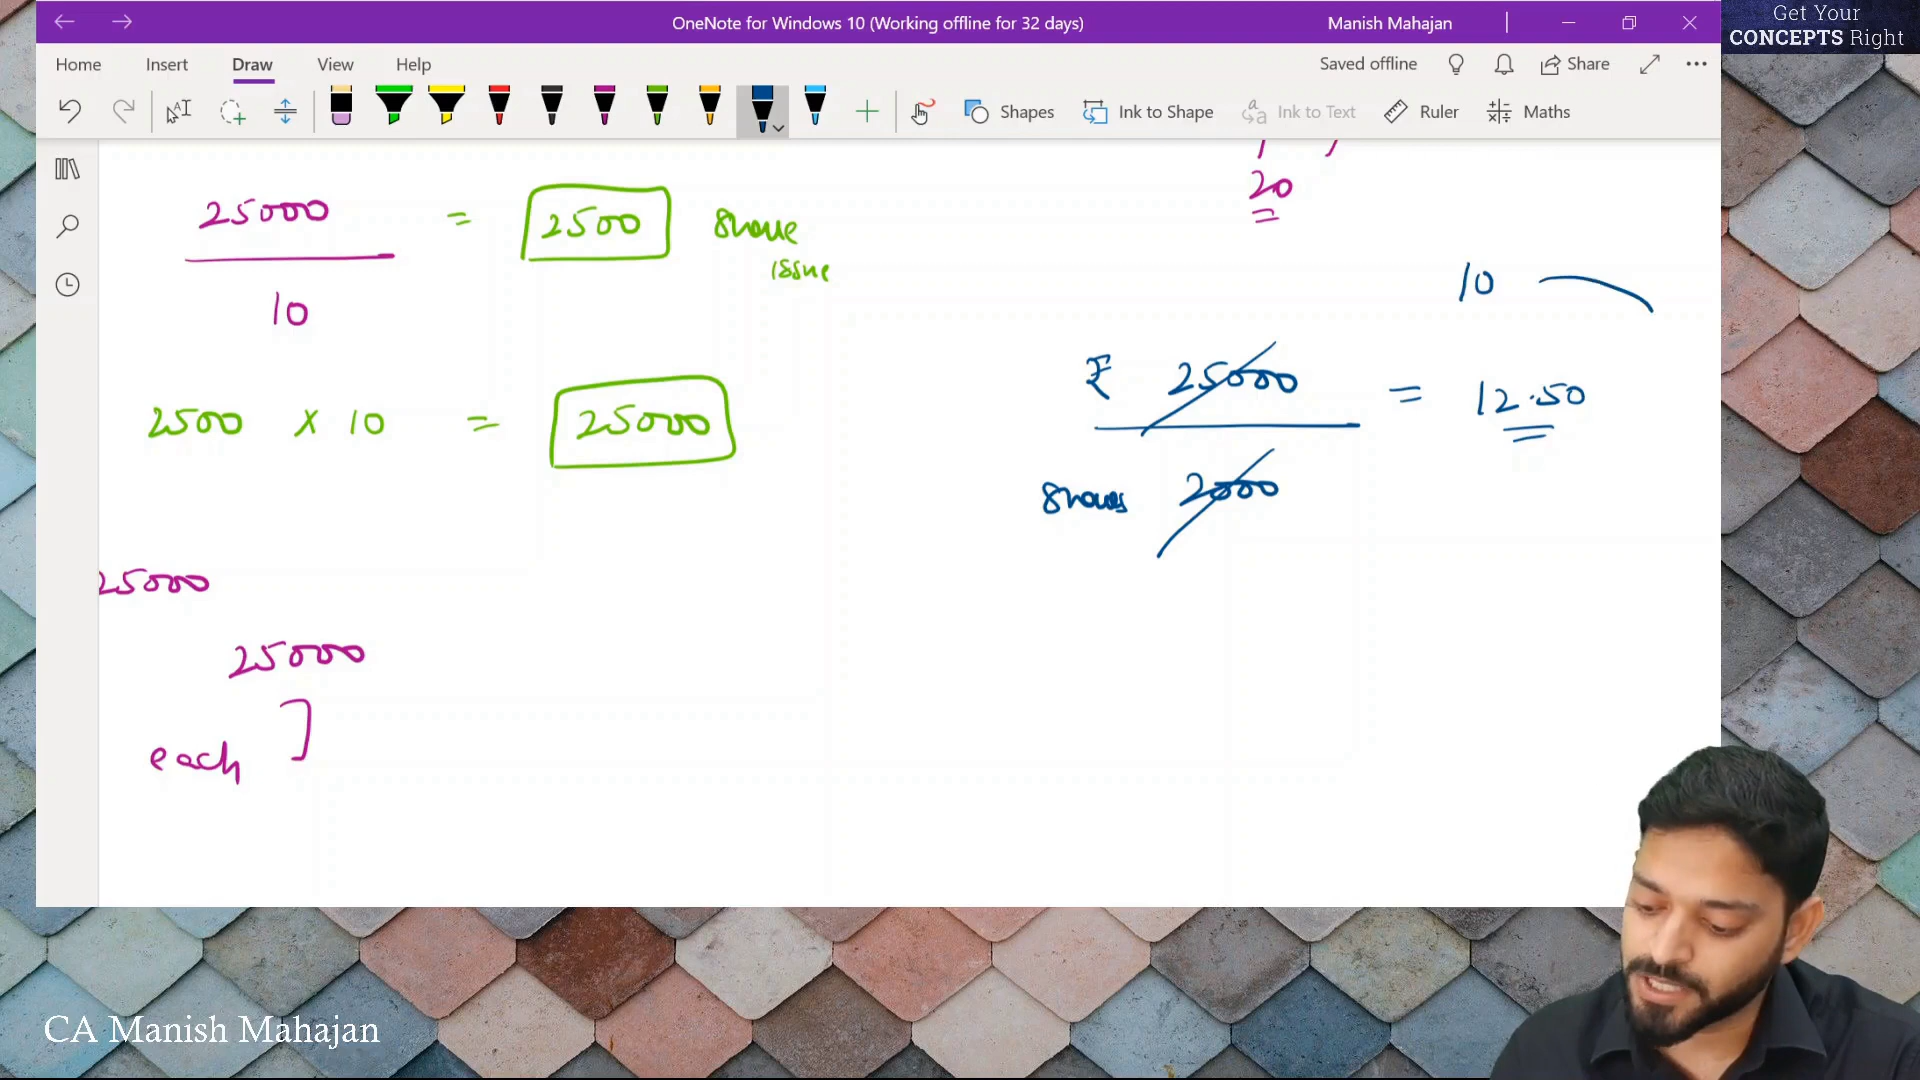 OneNote for Windows 10 (Working offline for 32 days)
Manish Mahajan
Get Your
CONCEPTS Right
Home Insert Draw View Help
Saved offline
Share
Shapes
Ink to Shape
Ink to Text
Ruler
Maths
25000 = 2500 share
issue
10
2500 x 10 = 25000
25000
25000
each ]
20
10
₹ 25000 = 12.50
shares 2000
CA Manish Mahajan